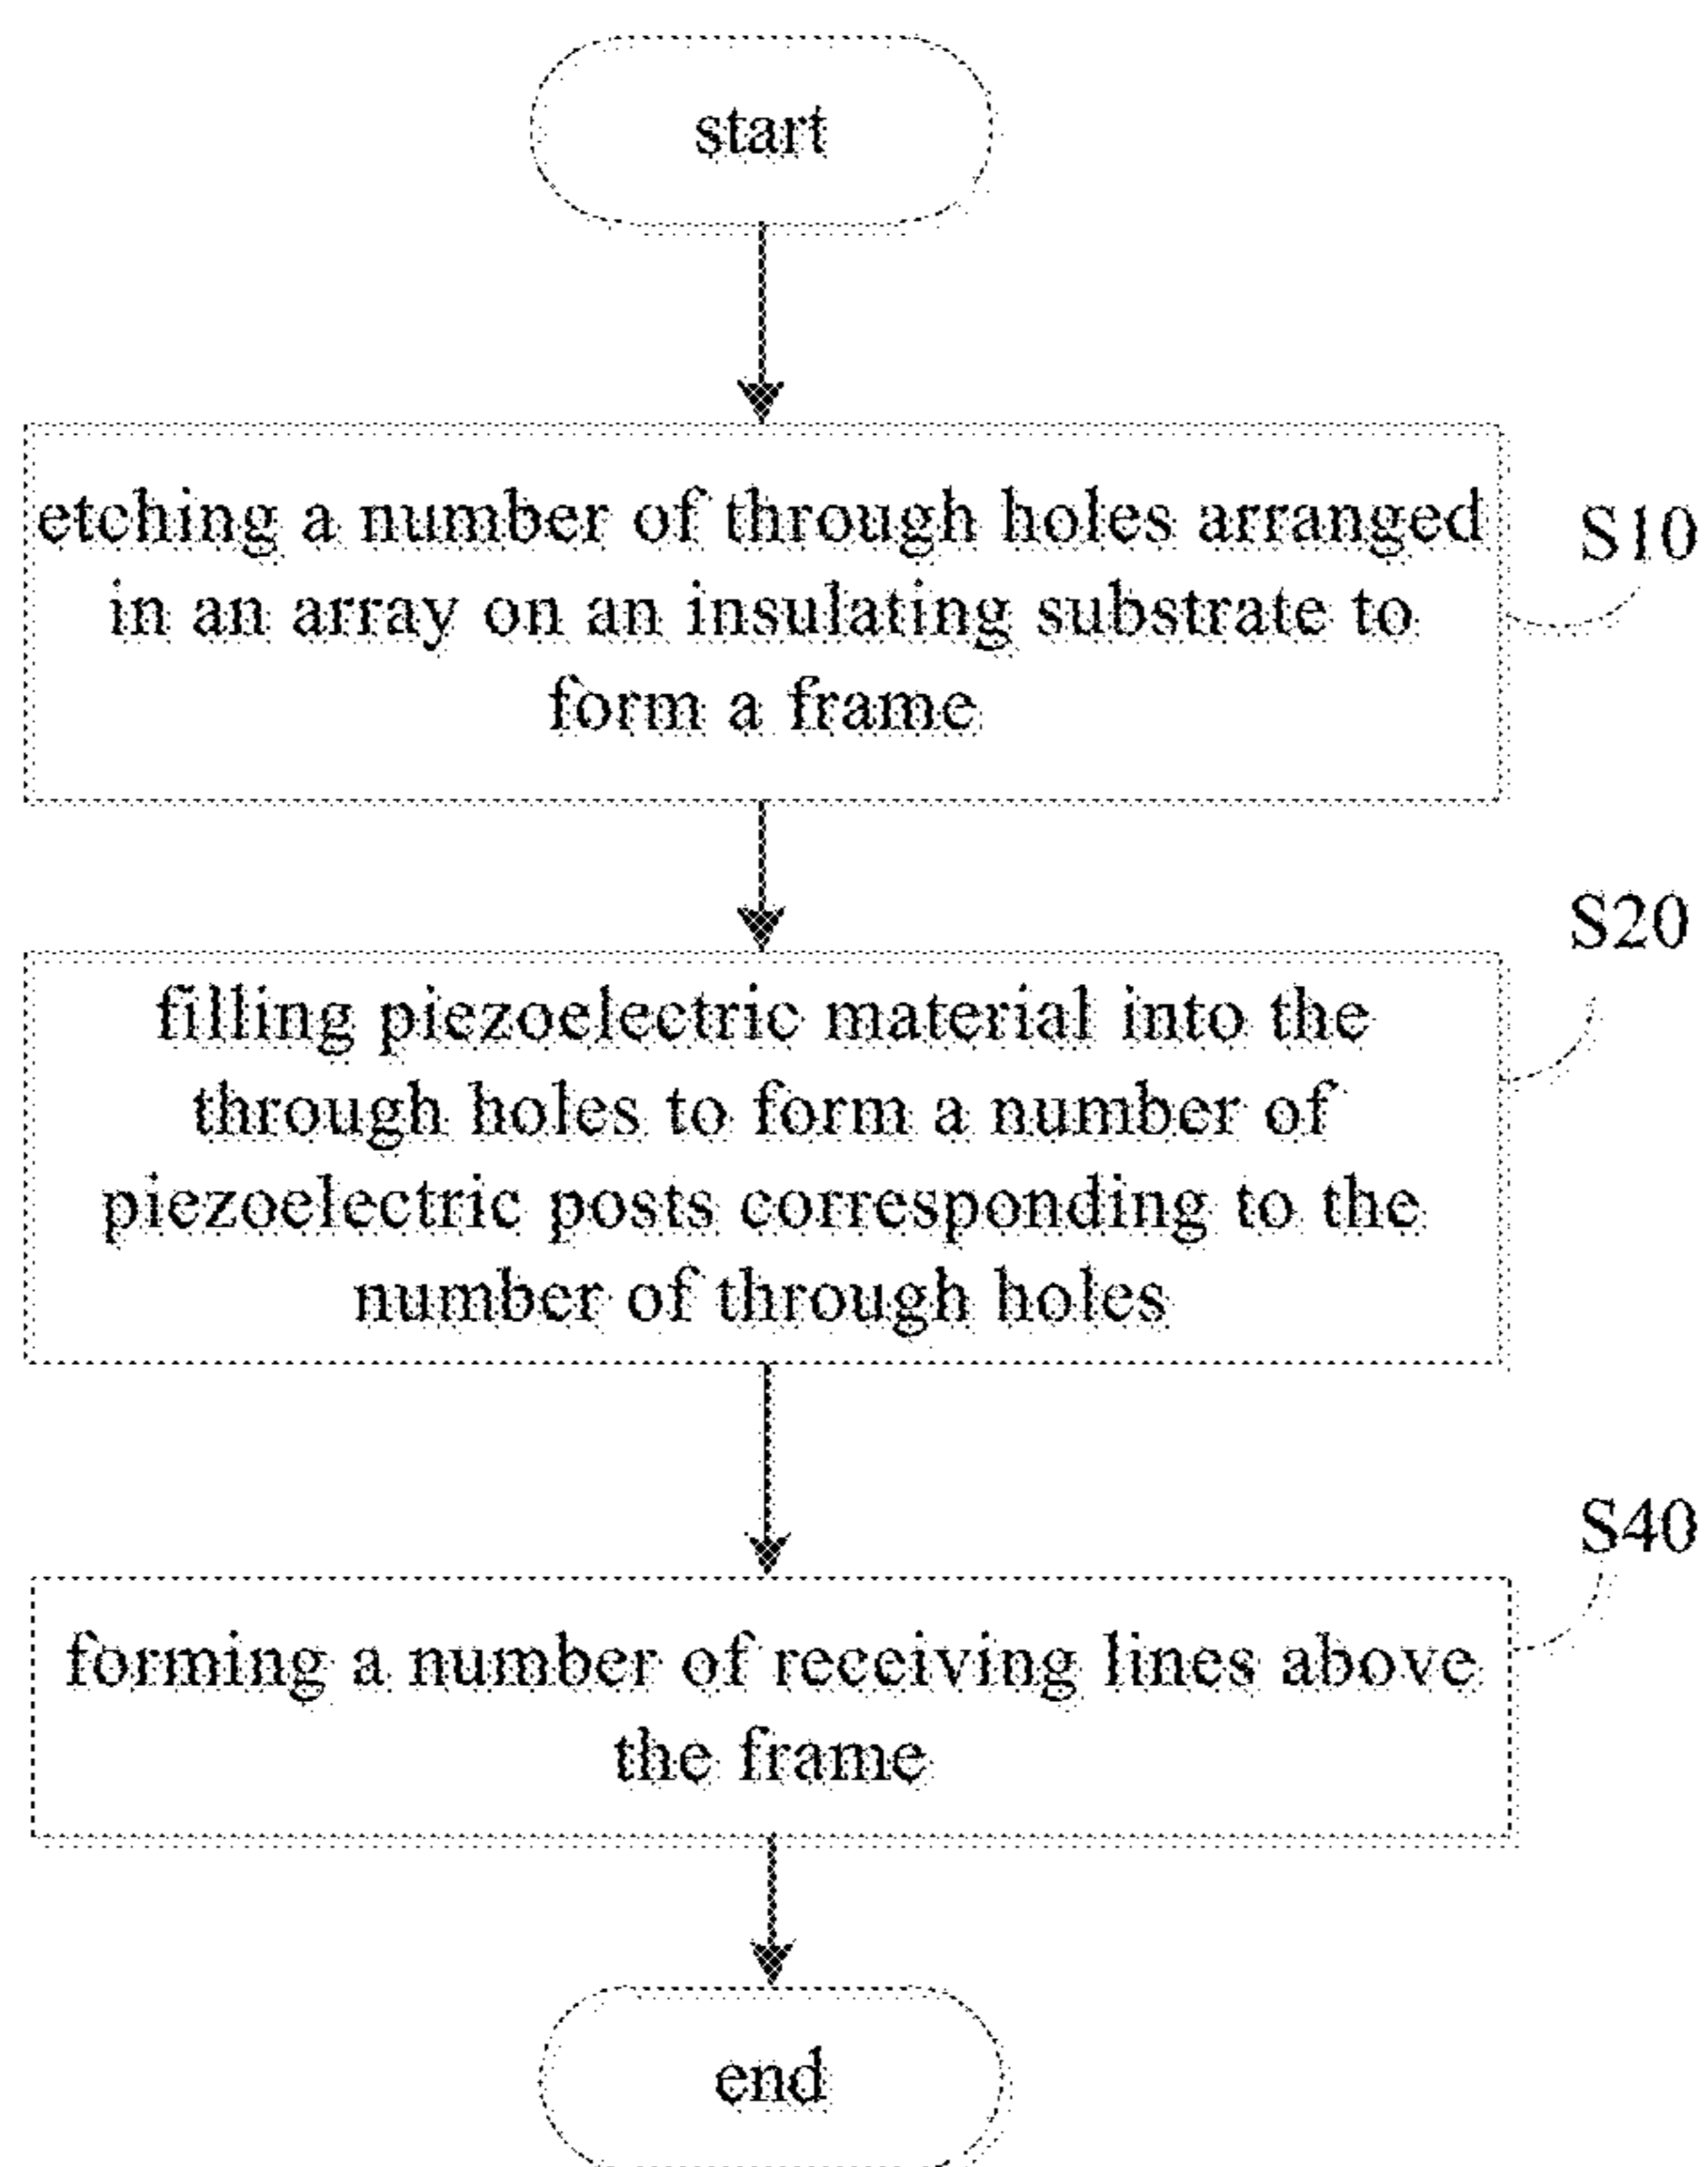 start
etching a number of through holes arranged
in an array on an insulating substrate to
form a frame
S10
S20
filling piezoelectric material into the
through holes to form a number of
piezoelectric posts corresponding to the
number of through holes
S40
forming a number of receiving lines above
the frame
end